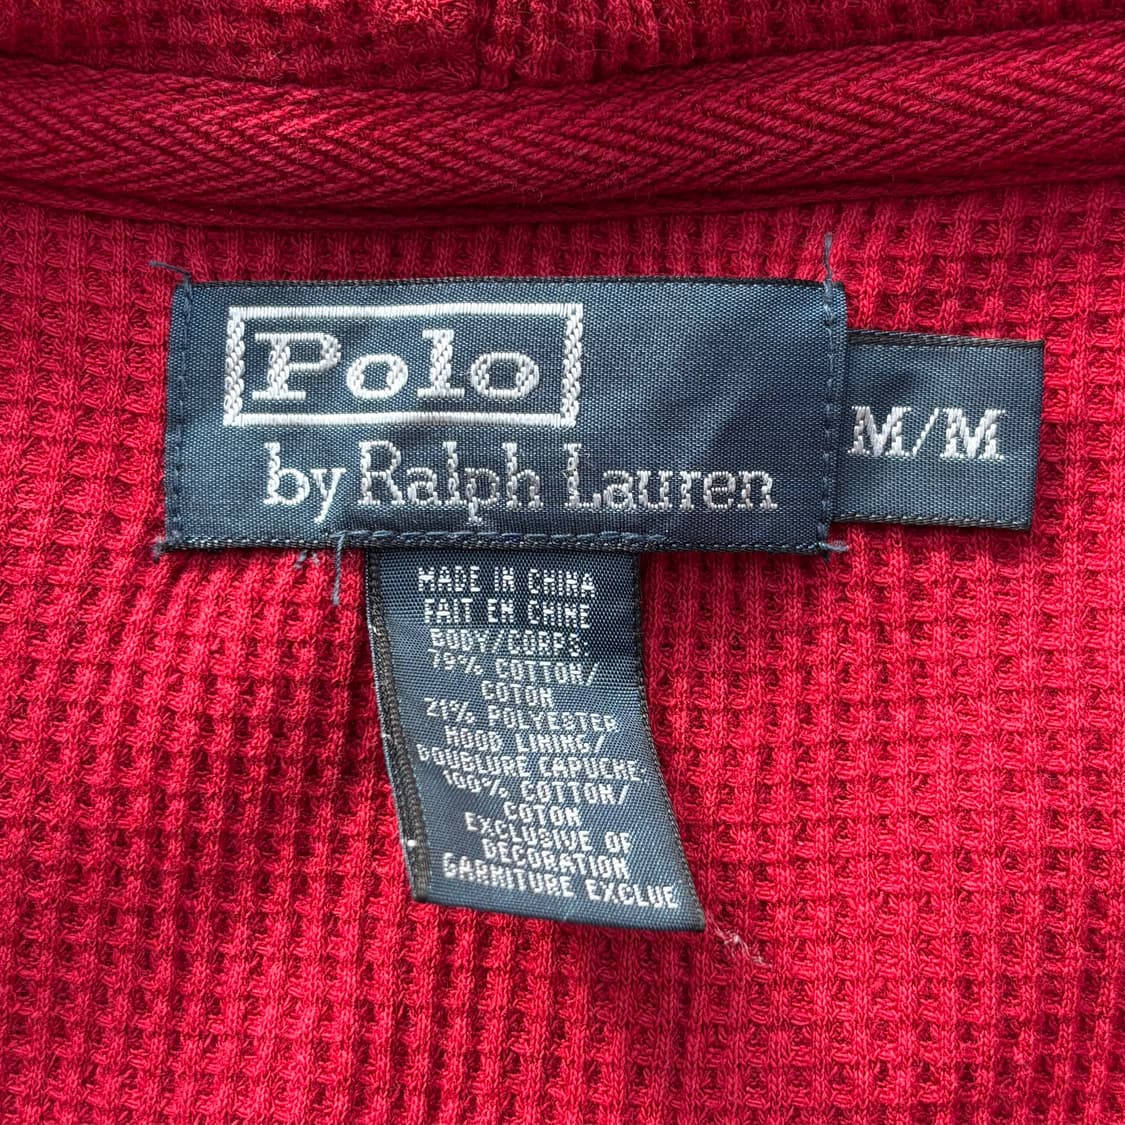 Polo
by Ralph Lauren
M/M
MADE IN CHINA
FAIT EN CHINE
BODY/CORPS
79% COTTON/
COTON
21% POLYESTER
HOOD LINING/
DOUBLURE CAPUCHE
100% COTTON/
COTON
EXCLUSIVE OF
DECORATION
GARNITURE EXCLUE